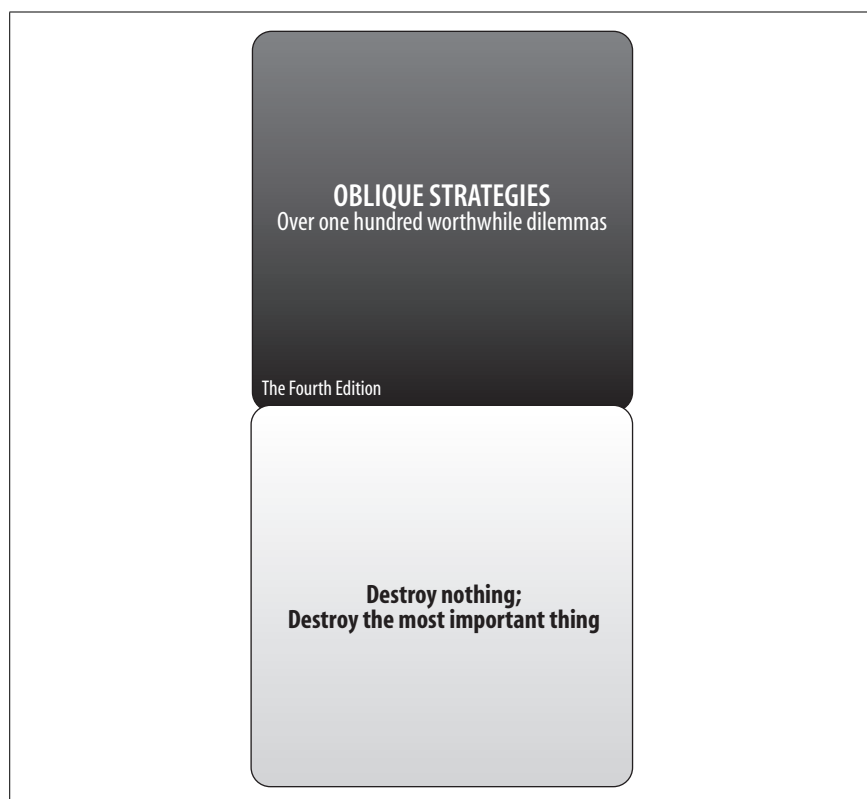 OBLIQUE STRATEGIES
Over one hundred worthwhile dilemmas
The Fourth Edition
Destroy nothing;
Destroy the most important thing